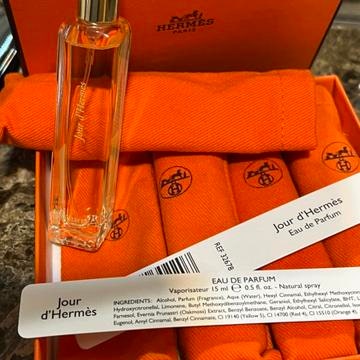 HERMÈS
PARIS
Jour d'Hermès
Jour d'Hermès
Eau de Parfum
REF 32678
EAU DE PARFUM
Vaporisateur 15 ml ℮ 0.5 fl. oz. - Natural spray
Jour
d'Hermès
INGREDIENTS: Alcohol, Parfum (Fragrance), Aqua (Water), Hexyl Cinnamal, Ethylhexyl Methoxycinnamate,
Hydroxycitronellal, Limonene, Butyl Methoxydibenzoylmethane, Geraniol, Ethylhexyl Salicylate, BHT, L
Evernia Prunastri (Oakmoss) Extract, Benzyl Benzoate, Benzyl Alcohol, Citral, Citronellol,
Eugenol, Amyl Cinnamal, Benzyl Cinnamate, CI 19140 (Yellow 5), CI 14700 (Red 4), CI 15510 (Orange 4).